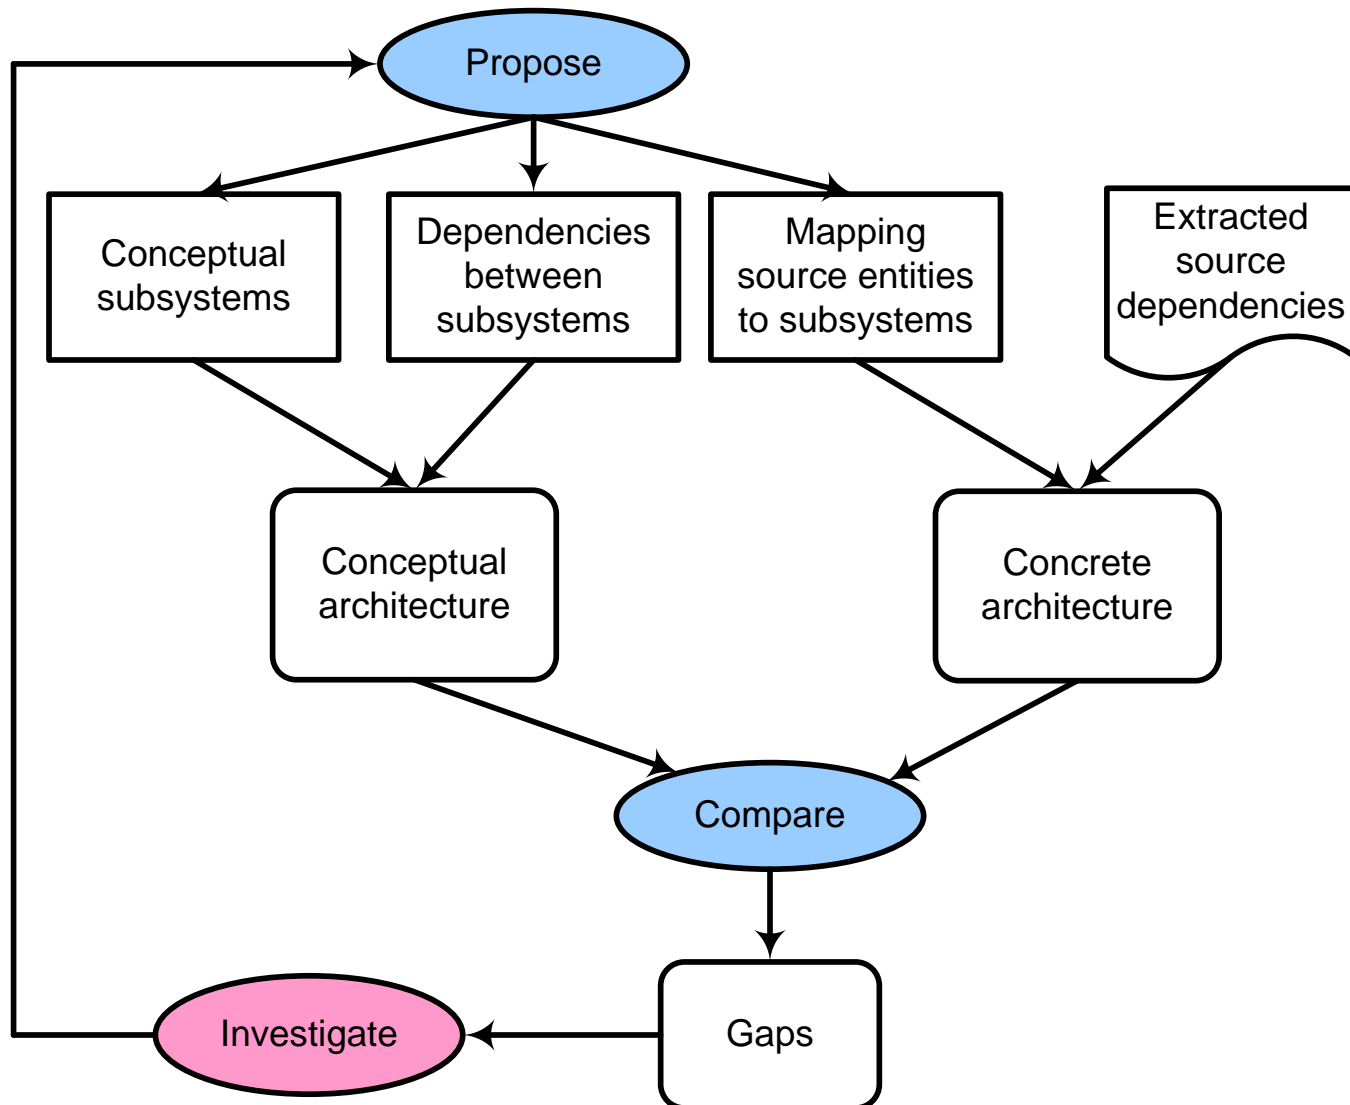 Propose
Conceptual
subsystems
Dependencies
between
subsystems
Mapping
source entities
to subsystems
Extracted
source
dependencies
Conceptual
architecture
Concrete
architecture
Compare
Investigate
Gaps